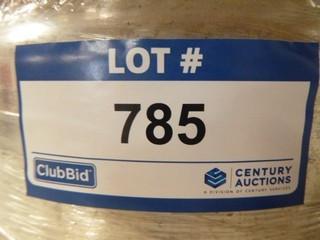 LOT #
785
ClubBid
CENTURY
AUCTIONS
A DIVISION OF CENTURY SERVICES